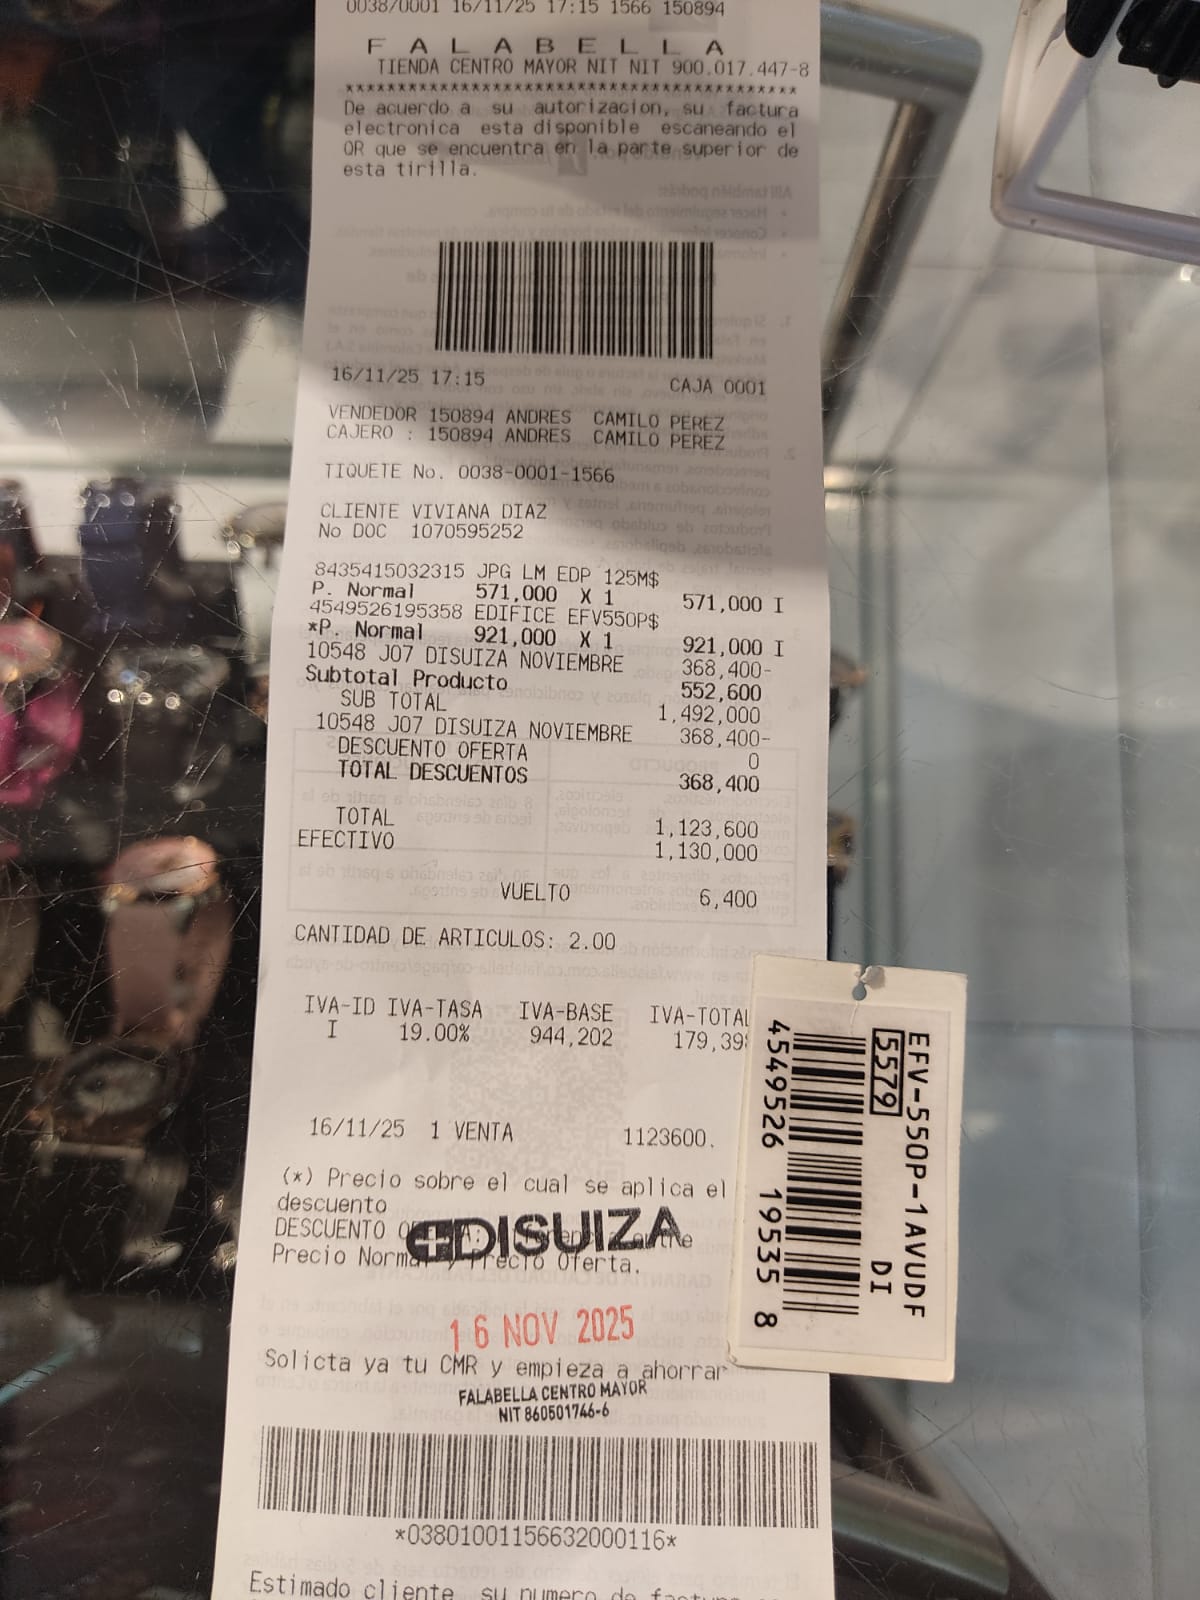 0038/0001 16/11/25 17:15 1566 150894
F A L A B E L L A
TIENDA CENTRO MAYOR NIT NIT 900.017.447-8
De acuerdo a su autorizacion, su factura
electronica esta disponible escaneando el
QR que se encuentra en la parte superior de
esta tirilla.
16/11/25 17:15 CAJA 0001
VENDEDOR 150894 ANDRES CAMILO PEREZ
CAJERO : 150894 ANDRES CAMILO PEREZ
TIQUETE No. 0038-0001-1566
CLIENTE VIVIANA DIAZ
No DOC 1070595252
8435415032315 JPG LM EDP 125M$
P. Normal 571,000 X 1 571,000 I
4549526195358 EDIFICE EFV550P$
*P. Normal 921,000 X 1 921,000 I
10548 J07 DISUIZA NOVIEMBRE 368,400-
Subtotal Producto 552,600
SUB TOTAL 1,492,000
10548 J07 DISUIZA NOVIEMBRE 368,400-
DESCUENTO OFERTA 0
TOTAL DESCUENTOS 368,400
TOTAL 1,123,600
EFECTIVO 1,130,000
VUELTO 6,400
CANTIDAD DE ARTICULOS: 2.00
IVA-ID IVA-TASA IVA-BASE IVA-TOTAL
I 19.00% 944,202 179,39
16/11/25 1 VENTA 1123600.
(*) Precio sobre el cual se aplica el
descuento
DESCUENTO
DISUIZA
Precio Oferta.
16 NOV 2025
Solicta ya tu CMR y empieza a ahorrar
FALABELLA CENTRO MAYOR
NIT 860501746-6
*03801001156632000116*
Estimado cliente su numero de
EFV-550P-1AVUDF
5579 DI
4549526 19535 8